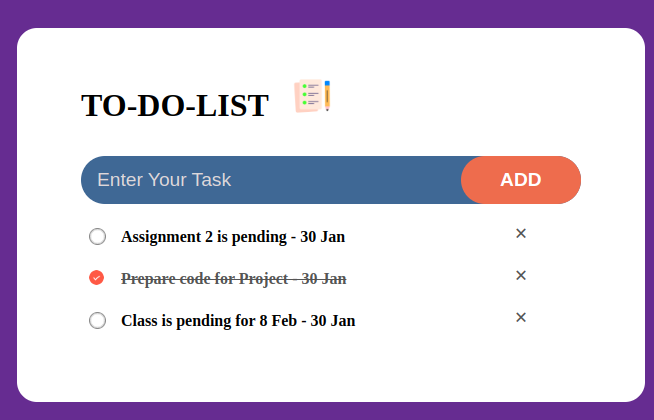 TO-DO-LIST
Enter Your Task
ADD
Assignment 2 is pending - 30 Jan
Prepare code for Project - 30 Jan
Class is pending for 8 Feb - 30 Jan